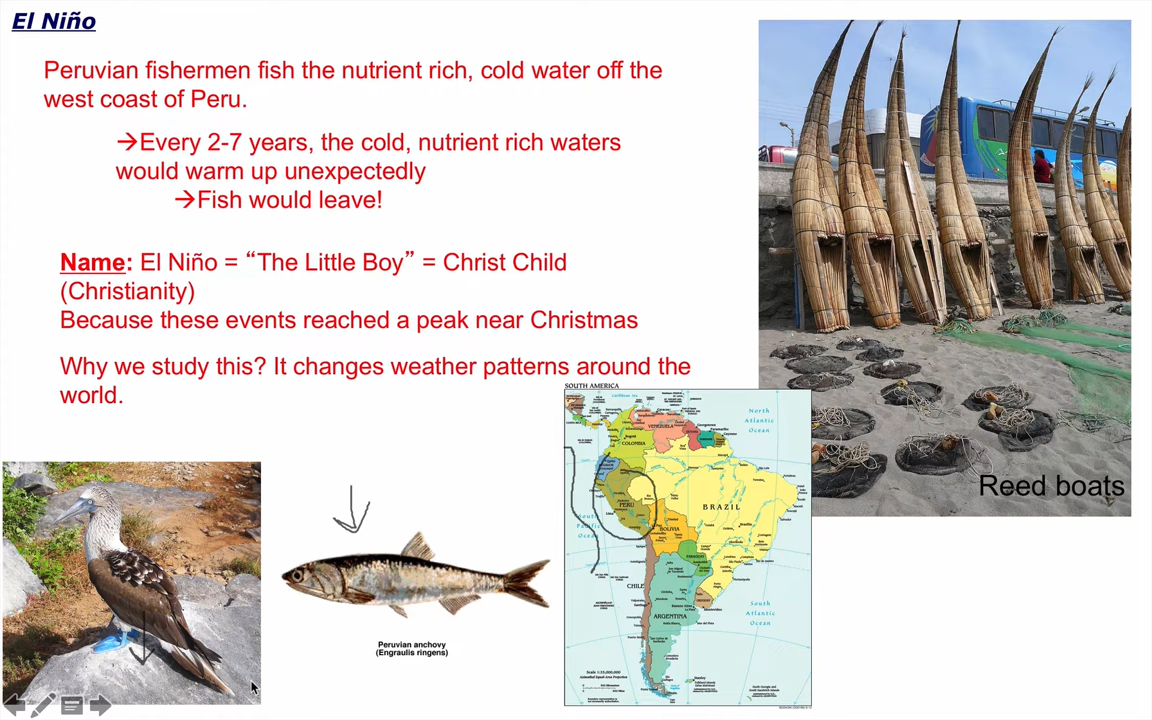 El Niño
Peruvian fishermen fish the nutrient rich, cold water off the
west coast of Peru.
→Every 2-7 years, the cold, nutrient rich waters
would warm up unexpectedly
→Fish would leave!
Name: El Niño = “The Little Boy” = Christ Child
(Christianity)
Because these events reached a peak near Christmas
Why we study this? It changes weather patterns around the
world.
Reed boats
Peruvian anchovy
(Engraulis ringens)
SOUTH AMERICA
North
Atlantic
Ocean
VENEZUELA
COLOMBIA
PERU
BRAZIL
BOLIVIA
PARAGUAY
CHILE
ARGENTINA
South
Pacific
Ocean
South
Atlantic
Ocean